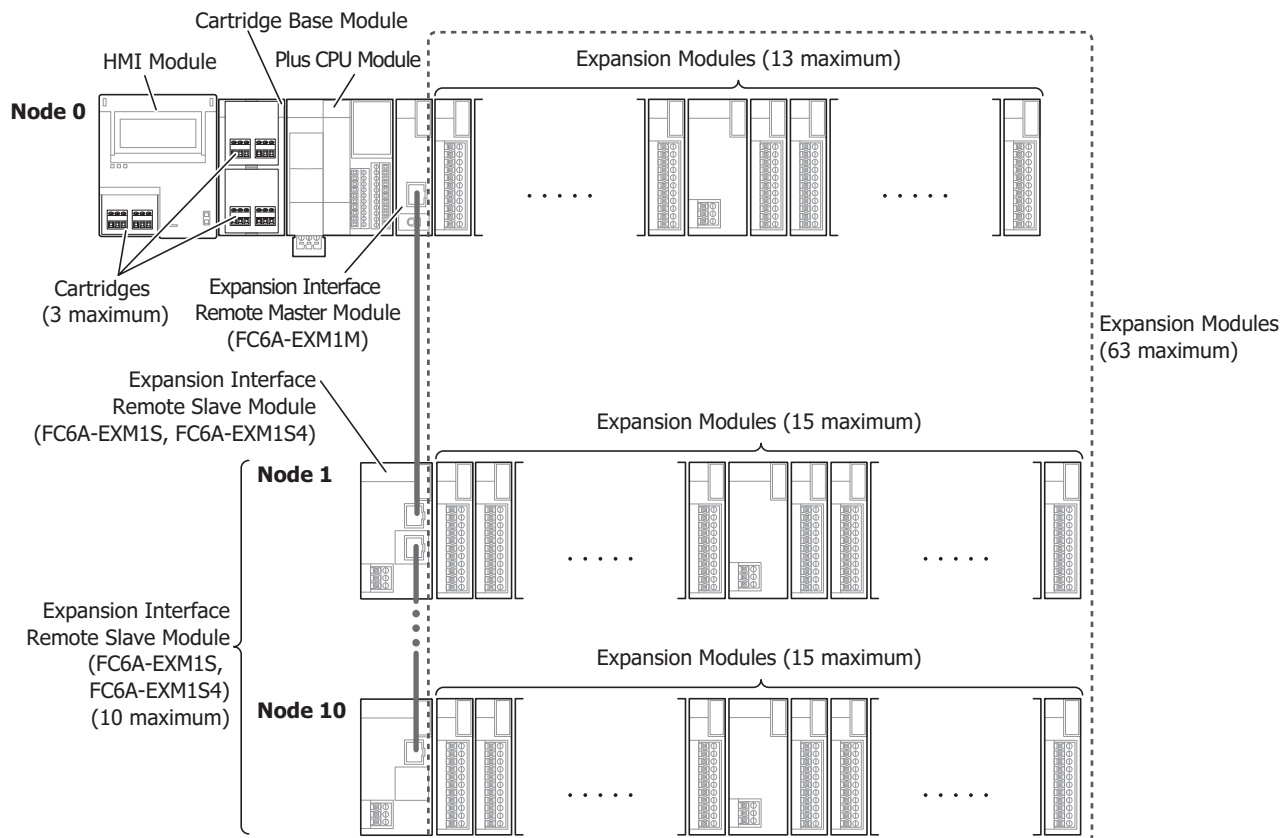 Cartridge Base Module
HMI Module
Plus CPU Module
Expansion Modules (13 maximum)
Node 0
Cartridges
(3 maximum)
Expansion Interface
Remote Master Module
(FC6A-EXM1M)
Expansion Modules
(63 maximum)
Expansion Interface
Remote Slave Module
(FC6A-EXM1S, FC6A-EXM1S4)
Expansion Modules (15 maximum)
Node 1
Expansion Interface
Remote Slave Module
(FC6A-EXM1S,
FC6A-EXM1S4)
(10 maximum)
Expansion Modules (15 maximum)
Node 10